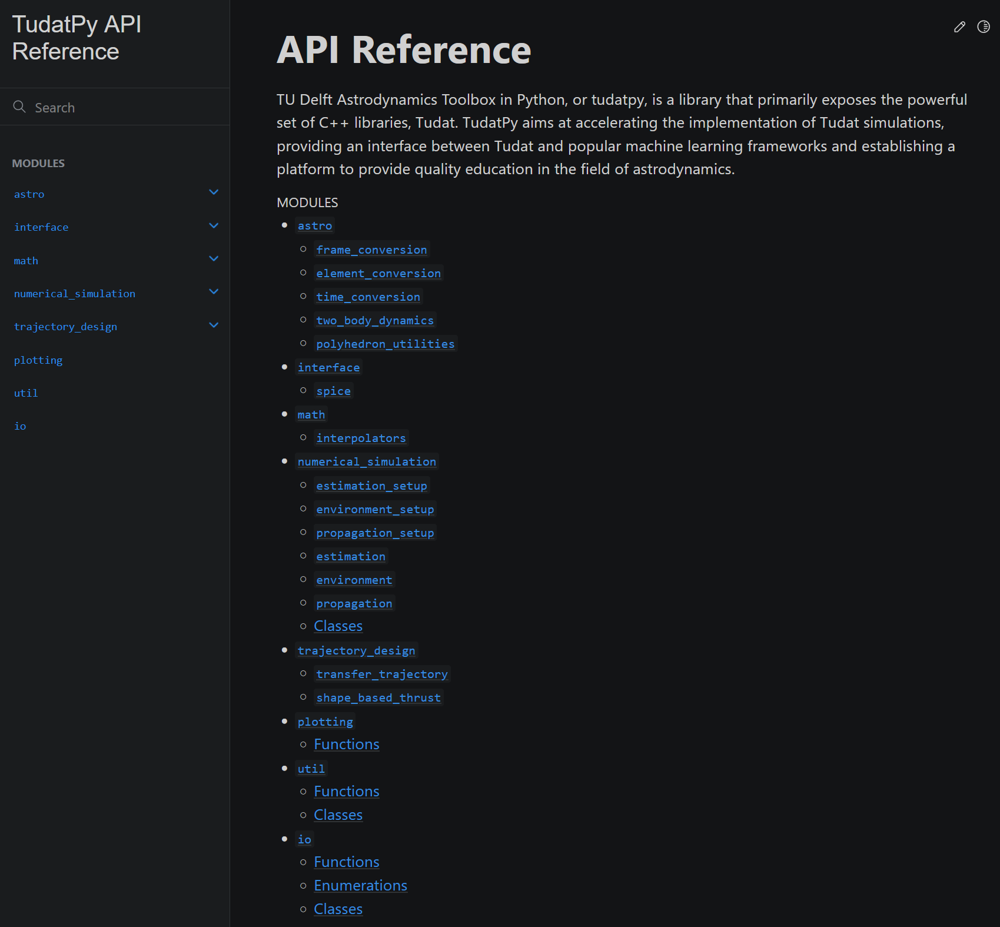 TudatPy API
Reference
Search
MODULES
astro
interface
math
numerical_simulation
trajectory_design
plotting
util
io
API Reference
TU Delft Astrodynamics Toolbox in Python, or tudatpy, is a library that primarily exposes the powerful
set of C++ libraries, Tudat. TudatPy aims at accelerating the implementation of Tudat simulations,
providing an interface between Tudat and popular machine learning frameworks and establishing a
platform to provide quality education in the field of astrodynamics.
MODULES
astro
frame_conversion
element_conversion
time_conversion
two_body_dynamics
polyhedron_utilities
interface
spice
math
interpolators
numerical_simulation
estimation_setup
environment_setup
propagation_setup
estimation
environment
propagation
Classes
trajectory_design
transfer_trajectory
shape_based_thrust
plotting
Functions
util
Functions
Classes
io
Functions
Enumerations
Classes